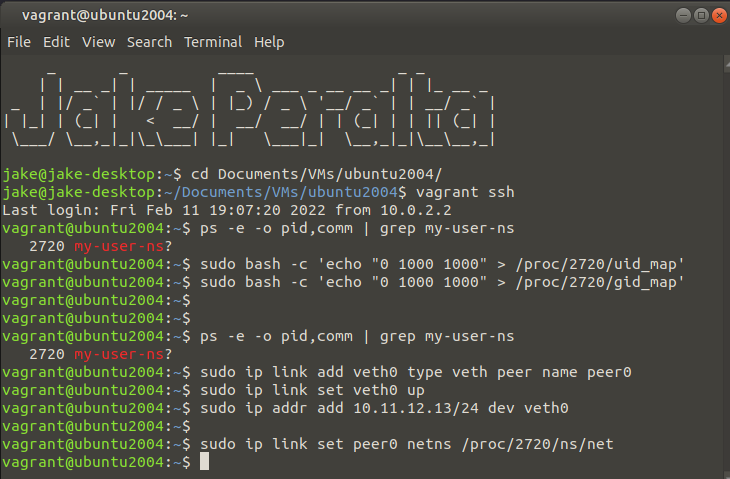 vagrant@ubuntu2004: ~
File Edit View Search Terminal Help
Jake Peralta
jake@jake-desktop:~$ cd Documents/VMs/ubuntu2004/
jake@jake-desktop:~/Documents/VMs/ubuntu2004$ vagrant ssh
Last login: Fri Feb 11 19:07:20 2022 from 10.0.2.2
vagrant@ubuntu2004:~$ ps -e -o pid,comm | grep my-user-ns
2720 my-user-ns?
vagrant@ubuntu2004:~$ sudo bash -c 'echo "0 1000 1000" > /proc/2720/uid_map'
vagrant@ubuntu2004:~$ sudo bash -c 'echo "0 1000 1000" > /proc/2720/gid_map'
vagrant@ubuntu2004:~$
vagrant@ubuntu2004:~$
vagrant@ubuntu2004:~$ ps -e -o pid,comm | grep my-user-ns
2720 my-user-ns?
vagrant@ubuntu2004:~$ sudo ip link add veth0 type veth peer name peer0
vagrant@ubuntu2004:~$ sudo ip link set veth0 up
vagrant@ubuntu2004:~$ sudo ip addr add 10.11.12.13/24 dev veth0
vagrant@ubuntu2004:~$
vagrant@ubuntu2004:~$ sudo ip link set peer0 netns /proc/2720/ns/net
vagrant@ubuntu2004:~$